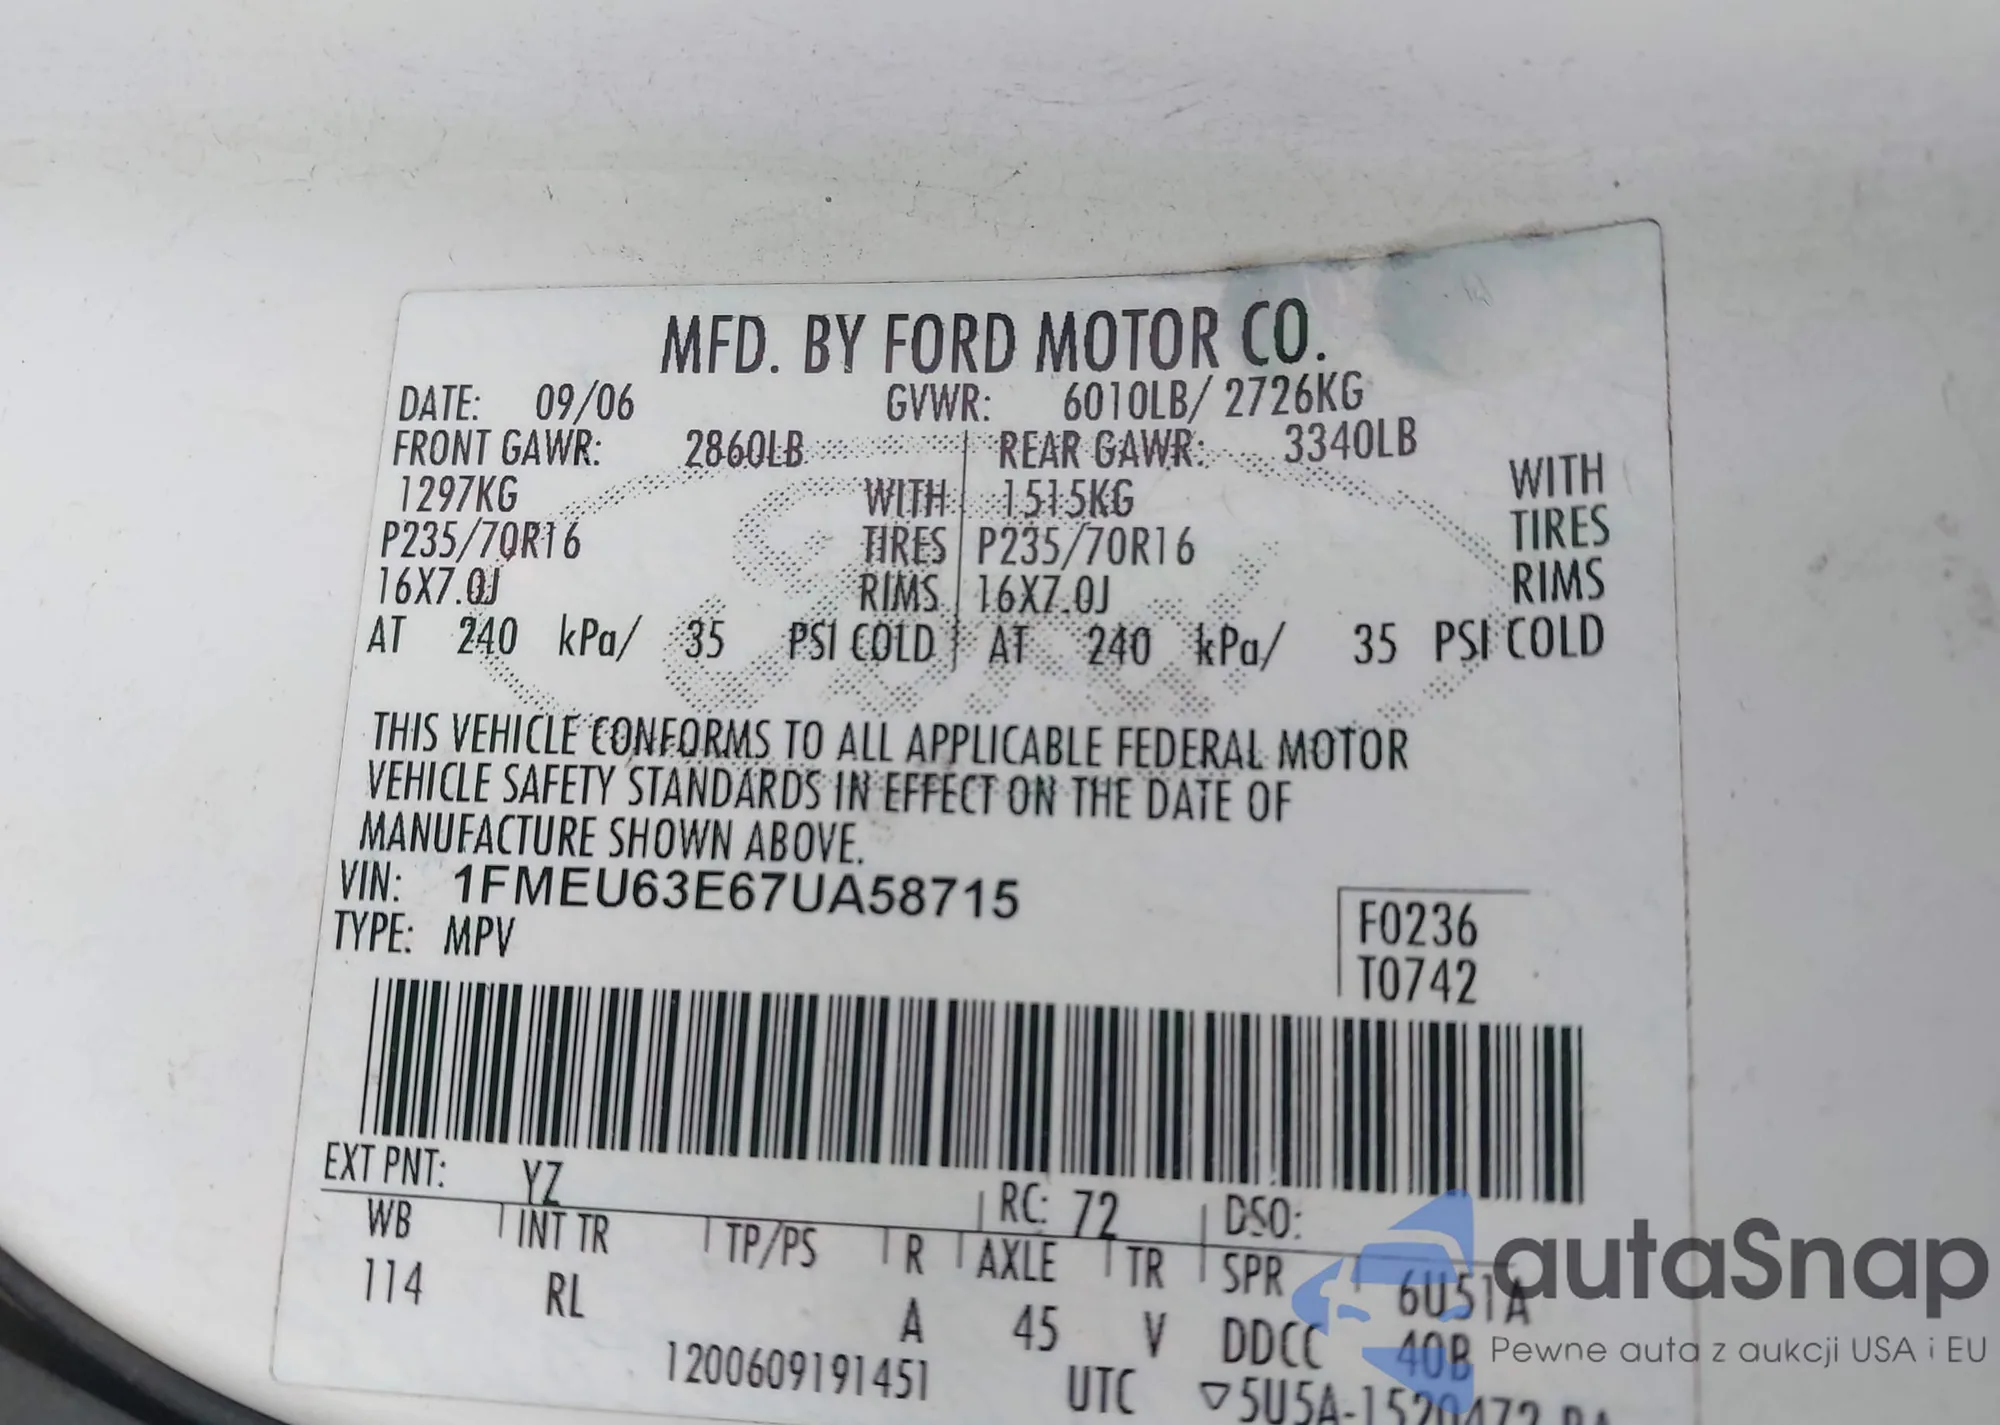 MFD. BY FORD MOTOR CO.
DATE: 09/06 GVWR: 6010LB/ 2726KG
FRONT GAWR: 2860LB REAR GAWR: 3340LB
1297KG WITH 1515KG WITH
P235/70R16 TIRES P235/70R16 TIRES
16X7.0J RIMS 16X7.0J RIMS
AT 240 kPa/ 35 PSI COLD AT 240 kPa/ 35 PSI COLD
THIS VEHICLE CONFORMS TO ALL APPLICABLE FEDERAL MOTOR
VEHICLE SAFETY STANDARDS IN EFFECT ON THE DATE OF
MANUFACTURE SHOWN ABOVE.
VIN: 1FMEU63E67UA58715
TYPE: MPV
F0236
T0742
EXT PNT: YZ RC: 72 DSO:
WB INT TR TP/PS R AXLE TR SPR 6U51A
114 RL A 45 V DDCC 40B
1200609191451 UTC ▽5U5A-1520472
autaSnap
Pewne auta z aukcji USA i EU